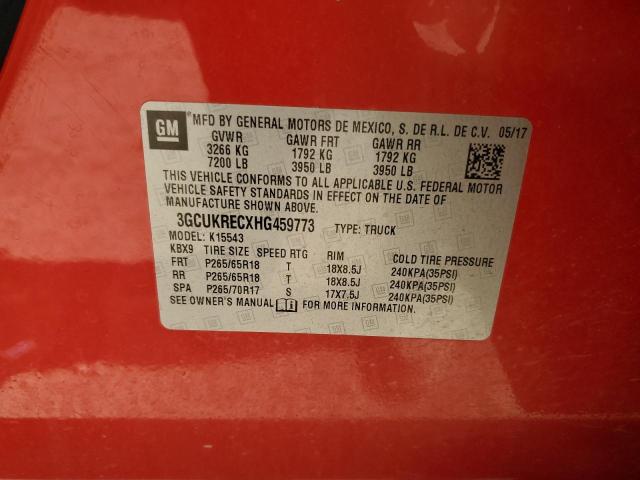 GM
MFD BY GENERAL MOTORS DE MEXICO, S. DE R.L. DE C.V. 05/17
GVWR GAWR FRT GAWR RR
3266 KG 1792 KG 1792 KG
7200 LB 3950 LB 3950 LB
THIS VEHICLE CONFORMS TO ALL APPLICABLE U.S. FEDERAL MOTOR
VEHICLE SAFETY STANDARDS IN EFFECT ON THE DATE OF
MANUFACTURE SHOWN ABOVE.
3GCUKRECXHG459773 TYPE: TRUCK
MODEL: K15543
KBX9 TIRE SIZE SPEED RTG RIM COLD TIRE PRESSURE
FRT P265/65R18 T 18X8.5J 240KPA(35PSI)
RR P265/65R18 T 18X8.5J 240KPA(35PSI)
SPA P265/70R17 S 17X7.5J 240KPA(35PSI)
SEE OWNER'S MANUAL FOR MORE INFORMATION.